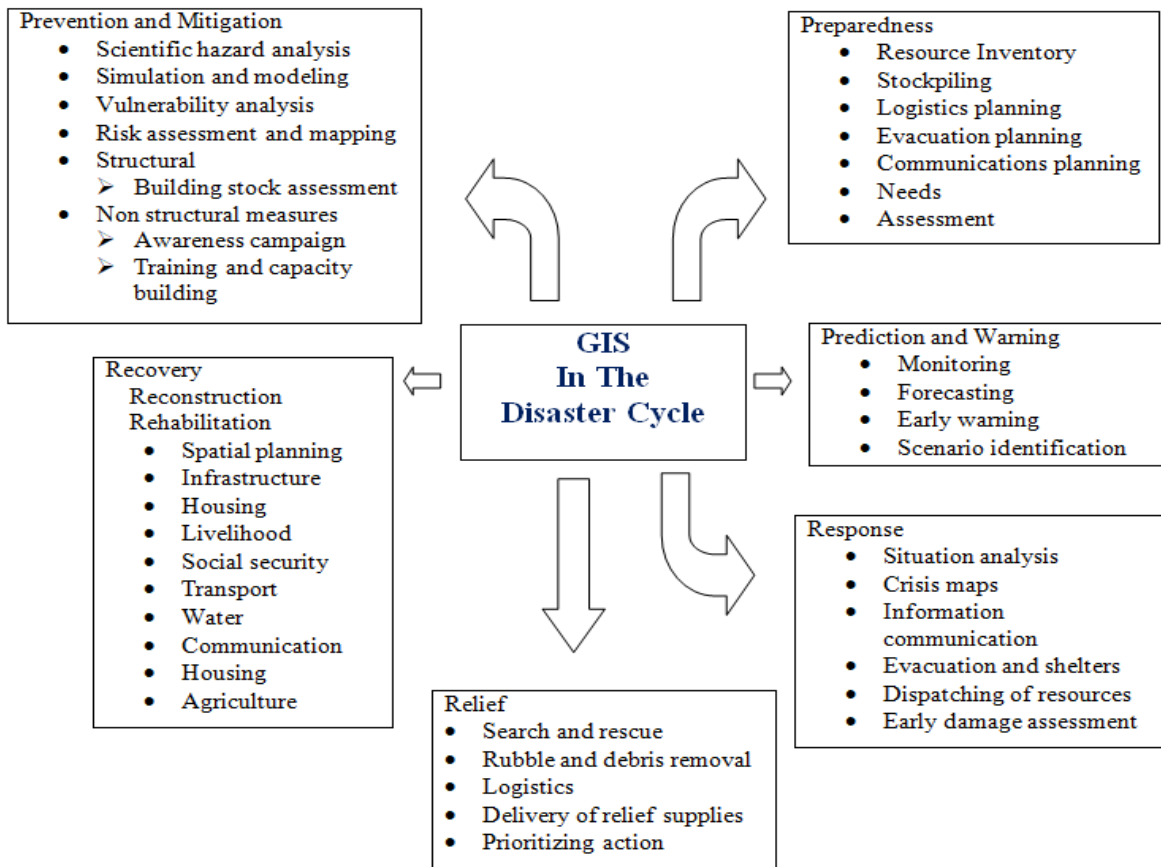 Prevention and Mitigation
• Scientific hazard analysis
• Simulation and modeling
• Vulnerability analysis
• Risk assessment and mapping
• Structural
➢ Building stock assessment
• Non structural measures
➢ Awareness campaign
➢ Training and capacity
building
Preparedness
• Resource Inventory
• Stockpiling
• Logistics planning
• Evacuation planning
• Communications planning
• Needs
• Assessment
GIS
In The
Disaster Cycle
Prediction and Warning
• Monitoring
• Forecasting
• Early warning
• Scenario identification
Recovery
Reconstruction
Rehabilitation
• Spatial planning
• Infrastructure
• Housing
• Livelihood
• Social security
• Transport
• Water
• Communication
• Housing
• Agriculture
Response
• Situation analysis
• Crisis maps
• Information
communication
• Evacuation and shelters
• Dispatching of resources
• Early damage assessment
Relief
• Search and rescue
• Rubble and debris removal
• Logistics
• Delivery of relief supplies
• Prioritizing action